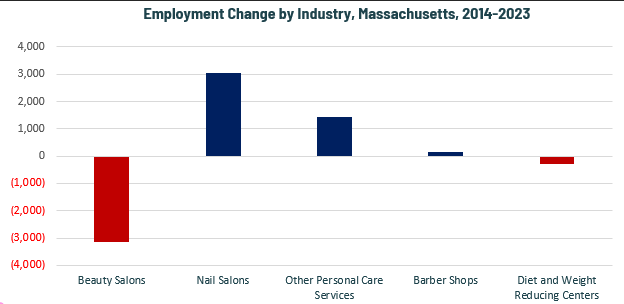 Employment Change by Industry, Massachusetts, 2014-2023
4,000
3,000
2,000
1,000
0
(1,000)
(2,000)
(3,000)
(4,000)
Beauty Salons
Nail Salons
Other Personal Care
Services
Barber Shops
Diet and Weight
Reducing Centers